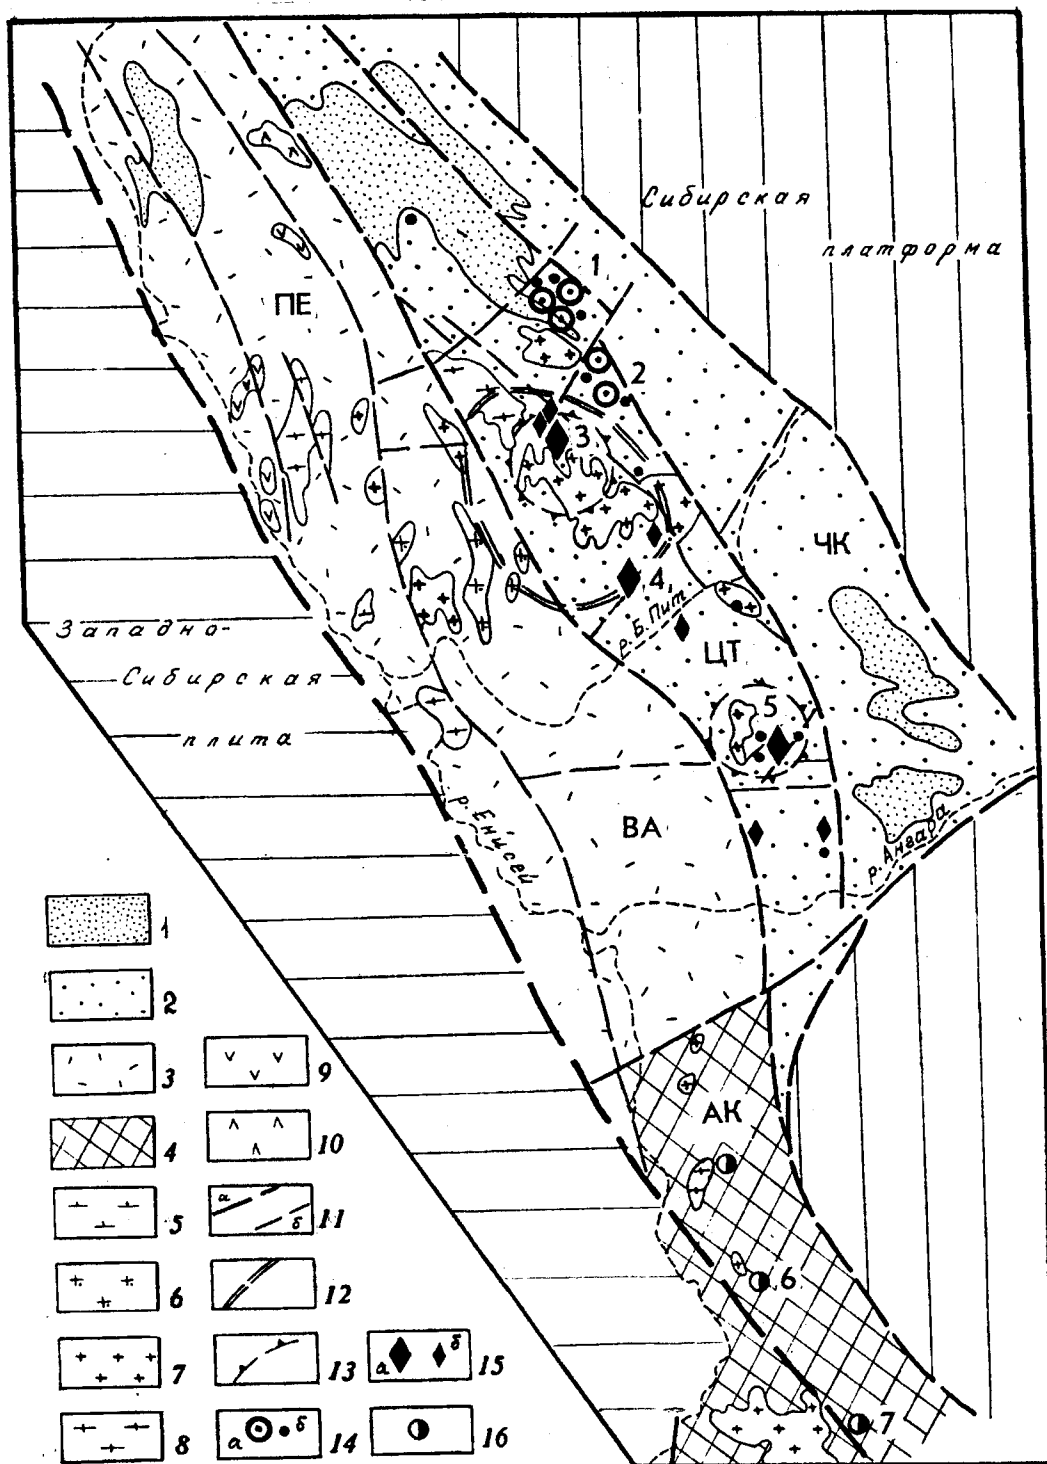 Сибирская
платформа
1
ПЕ
2
3
ЧК
4
р. Б. Пит
Западно-
Сибирская
плита
ЦТ
5
р. Енисей
ВА
р. Ангара
АК
6
7
1
2
3
9
4
10
5
а
б
11
6
12
7
13
а
б
15
8
а
б
14
16